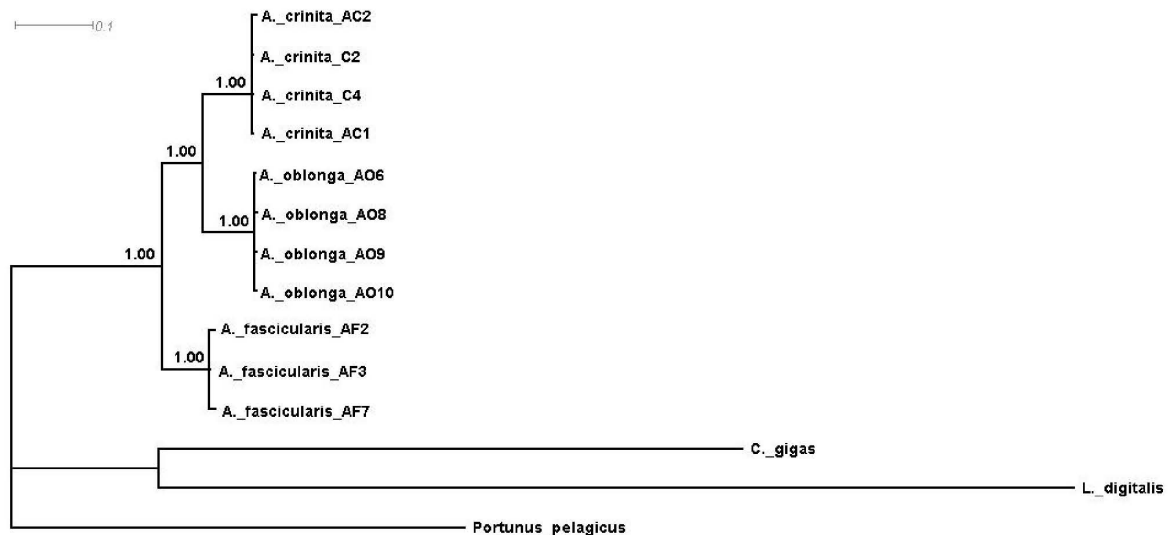 0.1
A._crinita_AC2
A._crinita_C2
1.00
A._crinita_C4
A._crinita_AC1
1.00
A._oblonga_AO6
A._oblonga_AO8
1.00
A._oblonga_AO9
1.00
A._oblonga_AO10
A._fascicularis_AF2
1.00
A._fascicularis_AF3
A._fascicularis_AF7
C._gigas
L._digitalis
Portunus_pelagicus